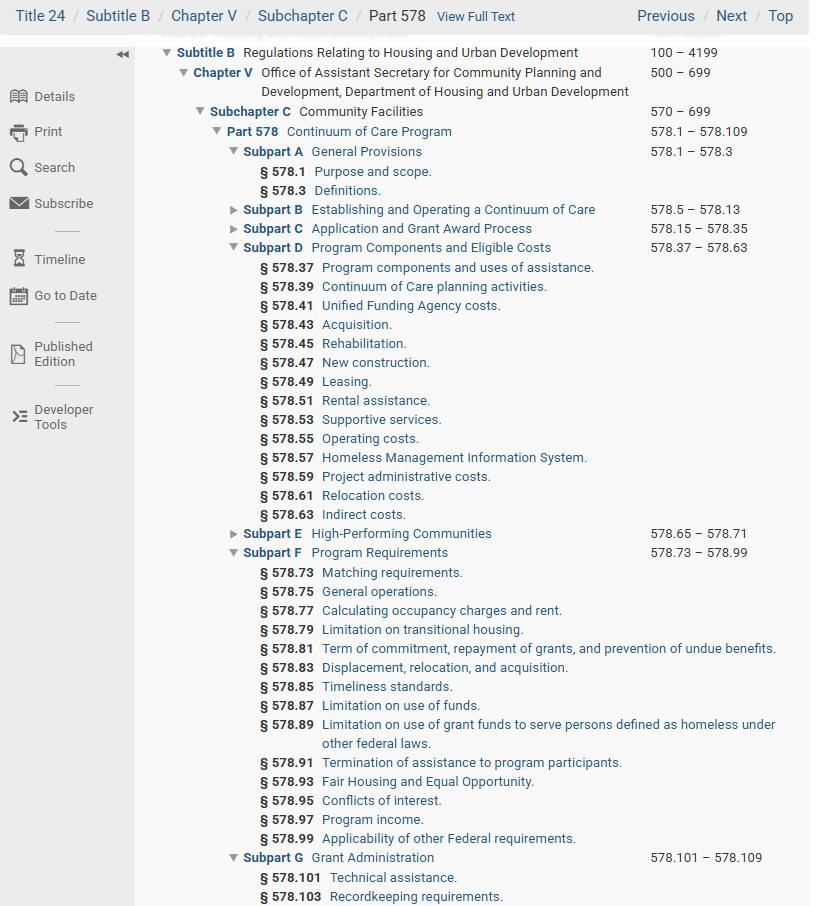 Title 24 / Subtitle B / Chapter V / Subchapter C / Part 578 View Full Text Previous / Next / Top
Subtitle B Regulations Relating to Housing and Urban Development 100 – 4199
Chapter V Office of Assistant Secretary for Community Planning and 500 – 699
Development, Department of Housing and Urban Development
Details
Subchapter C Community Facilities 570 – 699
Print
Part 578 Continuum of Care Program 578.1 – 578.109
Subpart A General Provisions 578.1 – 578.3
Search
§ 578.1 Purpose and scope.
§ 578.3 Definitions.
Subscribe
Subpart B Establishing and Operating a Continuum of Care 578.5 – 578.13
Subpart C Application and Grant Award Process 578.15 – 578.35
Subpart D Program Components and Eligible Costs 578.37 – 578.63
Timeline
§ 578.37 Program components and uses of assistance.
§ 578.39 Continuum of Care planning activities.
Go to Date
§ 578.41 Unified Funding Agency costs.
§ 578.43 Acquisition.
Published
Edition
§ 578.45 Rehabilitation.
§ 578.47 New construction.
§ 578.49 Leasing.
§ 578.51 Rental assistance.
Developer
Tools
§ 578.53 Supportive services.
§ 578.55 Operating costs.
§ 578.57 Homeless Management Information System.
§ 578.59 Project administrative costs.
§ 578.61 Relocation costs.
§ 578.63 Indirect costs.
Subpart E High-Performing Communities 578.65 – 578.71
Subpart F Program Requirements 578.73 – 578.99
§ 578.73 Matching requirements.
§ 578.75 General operations.
§ 578.77 Calculating occupancy charges and rent.
§ 578.79 Limitation on transitional housing.
§ 578.81 Term of commitment, repayment of grants, and prevention of undue benefits.
§ 578.83 Displacement, relocation, and acquisition.
§ 578.85 Timeliness standards.
§ 578.87 Limitation on use of funds.
§ 578.89 Limitation on use of grant funds to serve persons defined as homeless under
other federal laws.
§ 578.91 Termination of assistance to program participants.
§ 578.93 Fair Housing and Equal Opportunity.
§ 578.95 Conflicts of interest.
§ 578.97 Program income.
§ 578.99 Applicability of other Federal requirements.
Subpart G Grant Administration 578.101 – 578.109
§ 578.101 Technical assistance.
§ 578.103 Recordkeeping requirements.